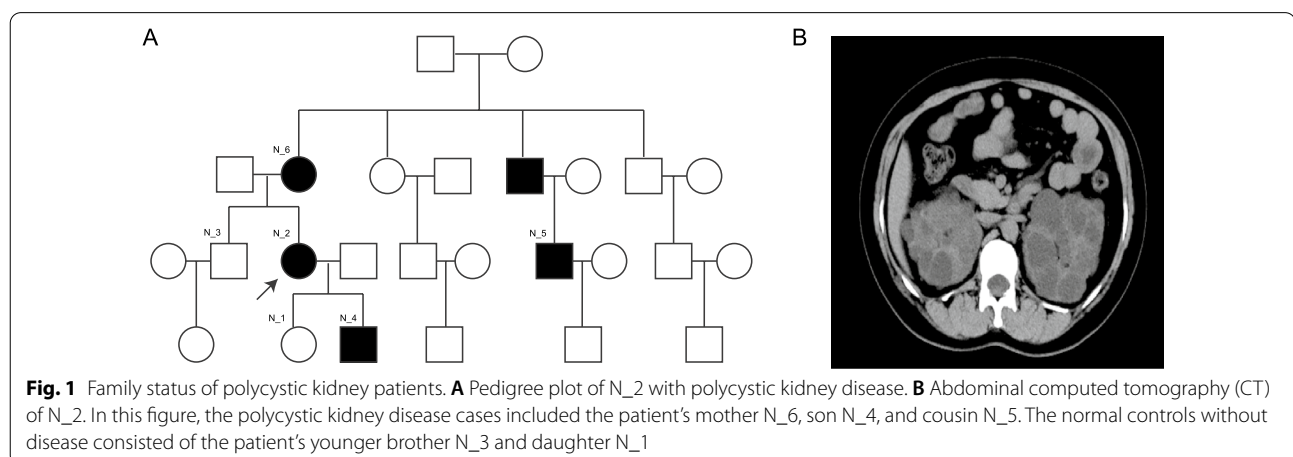 A
B
N_6
N_3
N_2
N_5
N_1
N_4
Fig. 1 Family status of polycystic kidney patients. A Pedigree plot of N_2 with polycystic kidney disease. B Abdominal computed tomography (CT)
of N_2. In this figure, the polycystic kidney disease cases included the patient's mother N_6, son N_4, and cousin N_5. The normal controls without
disease consisted of the patient's younger brother N_3 and daughter N_1